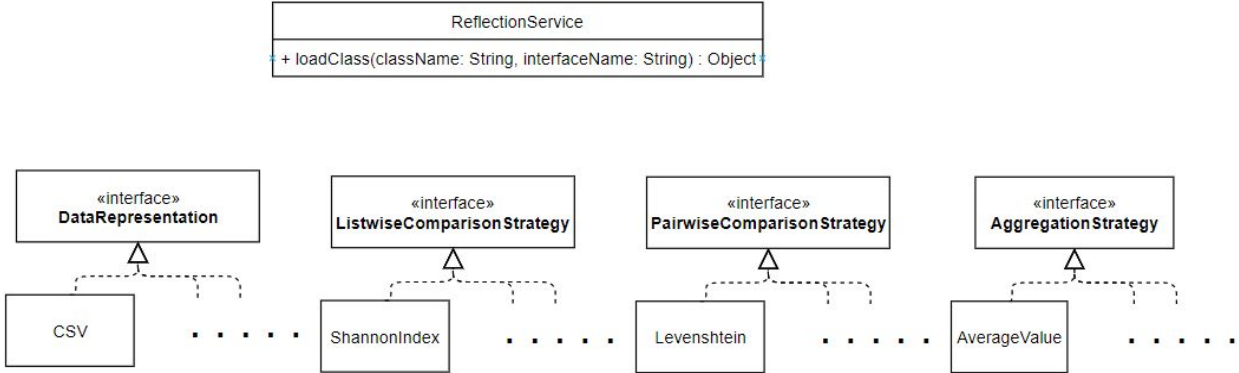 ReflectionService
+ loadClass(className: String, interfaceName: String) : Object
«interface»
DataRepresentation
«interface»
ListwiseComparisonStrategy
«interface»
PairwiseComparisonStrategy
«interface»
AggregationStrategy
CSV
ShannonIndex
Levenshtein
AverageValue